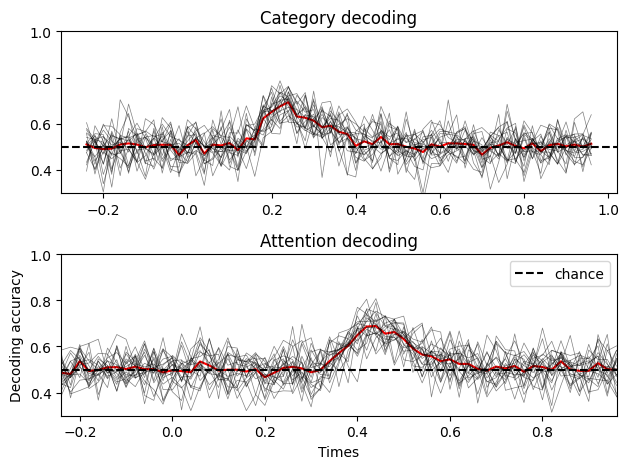 Category decoding
1.0
0.8
0.6
0.4
−0.2 0.0 0.2 0.4 0.6 0.8 1.0
Attention decoding
Decoding accuracy
1.0
0.8
0.6
0.4
chance
−0.2 0.0 0.2 0.4 0.6 0.8
Times